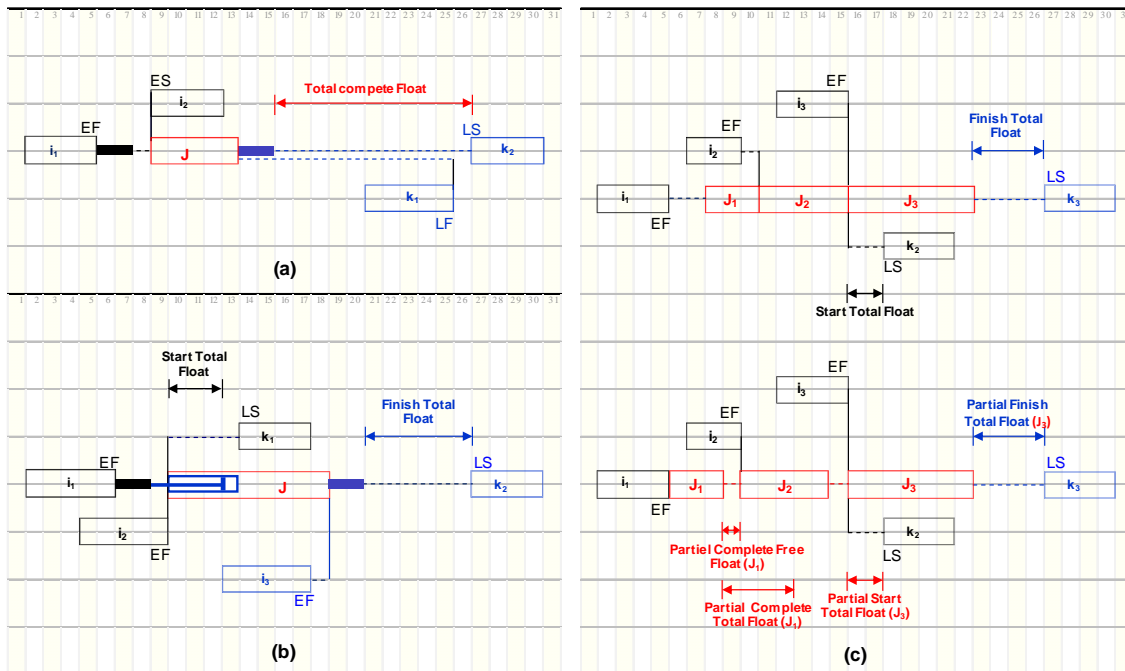 1 2 3 4 5 6 7 8 9 10 11 12 13 14 15 16 17 18 19 20 21 22 23 24 25 26 27 28 29 30 31
ES
i2
Total compete Float
EF
LS
i1
J
k2
k1
LF
(a)
1 2 3 4 5 6 7 8 9 10 11 12 13 14 15 16 17 18 19 20 21 22 23 24 25 26 27 28 29 30 31
Start Total
Float
Finish Total
Float
LS
k1
EF
LS
i1
J
k2
i2
EF
i3
EF
(b)
1 2 3 4 5 6 7 8 9 10 11 12 13 14 15 16 17 18 19 20 21 22 23 24 25 26 27 28 29 30 31
EF
i3
Finish Total
Float
EF
i2
LS
i1
J1
J2
J3
k3
EF
k2
LS
Start Total Float
EF
i3
Partial Finish
Total Float (J3)
EF
i2
LS
i1
J1
J2
J3
k3
EF
k2
LS
Partiel Complete Free
Float (J1)
Partial Complete
Total Float (J1)
Partial Start
Total Float (J3)
(c)